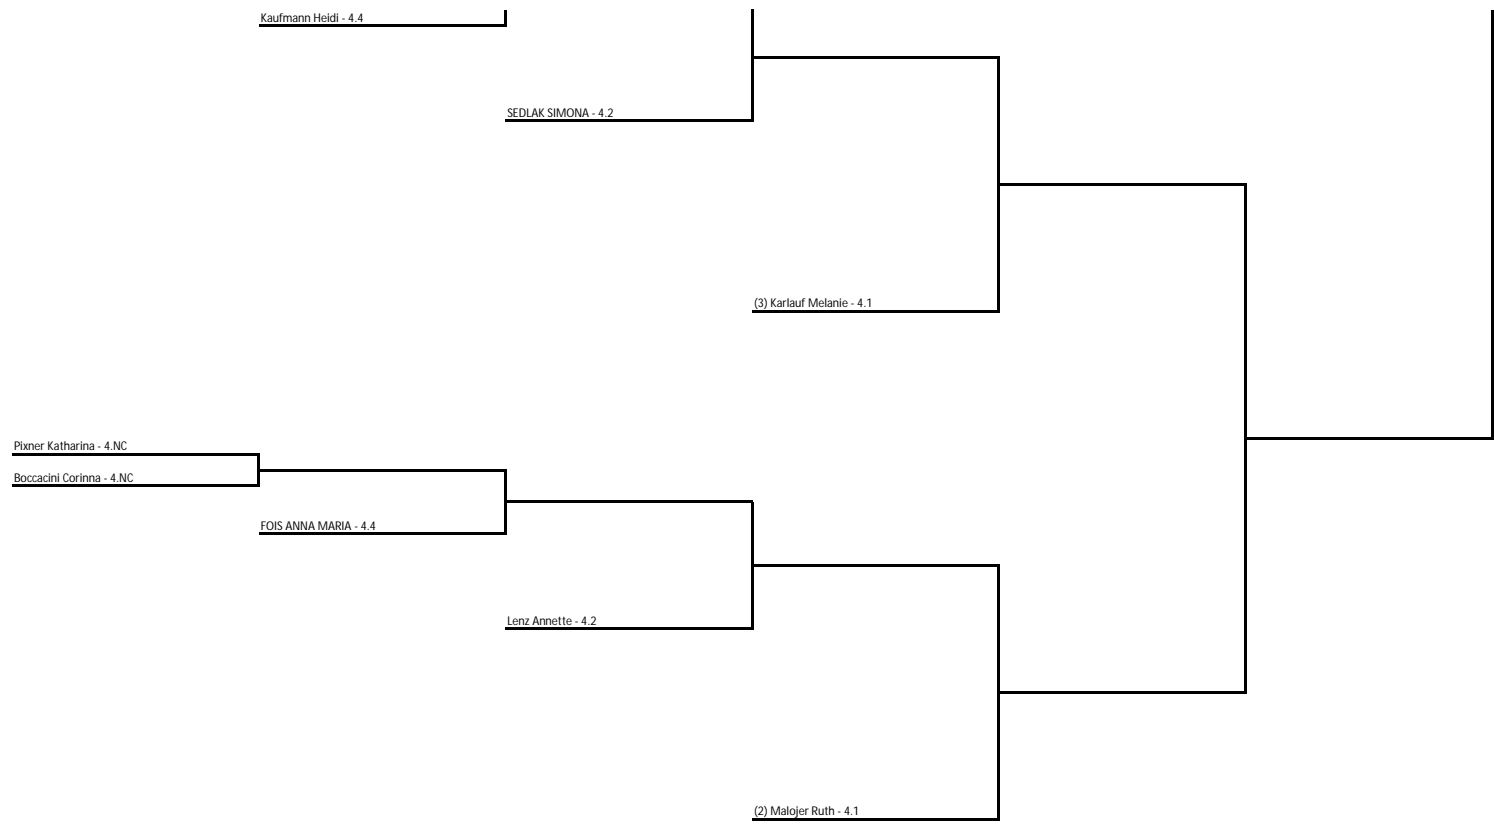 Kaufmann Heidi - 4.4
SEDLAK SIMONA - 4.2
(3) Karlauf Melanie - 4.1
Pixner Katharina - 4.NC
Boccacini Corinna - 4.NC
FOIS ANNA MARIA - 4.4
Lenz Annette - 4.2
(2) Malojer Ruth - 4.1